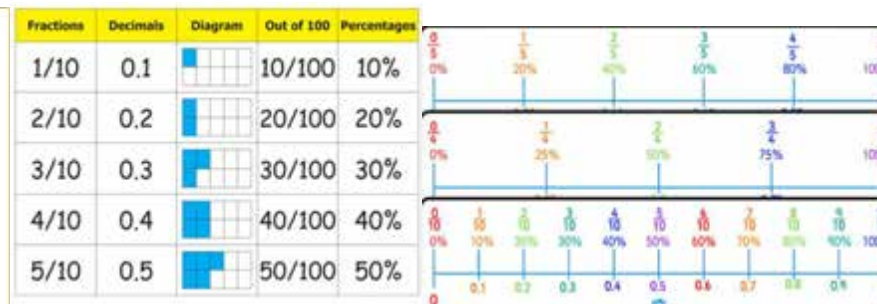 Fractions Decimals Diagram Out of 100 Percentages
1/10 0.1 10/100 10%
2/10 0.2 20/100 20%
3/10 0.3 30/100 30%
4/10 0.4 40/100 40%
5/10 0.5 50/100 50%
0/5 1/5 2/5 3/5 4/5
0% 20% 40% 60% 80% 100
0/4 1/4 2/4 3/4
0% 25% 50% 75% 100
0/10 1/10 2/10 3/10 4/10 5/10 6/10 7/10 8/10 9/10
0% 10% 20% 30% 40% 50% 60% 70% 80% 90% 100
0 0.1 0.2 0.3 0.4 0.5 0.6 0.7 0.8 0.9